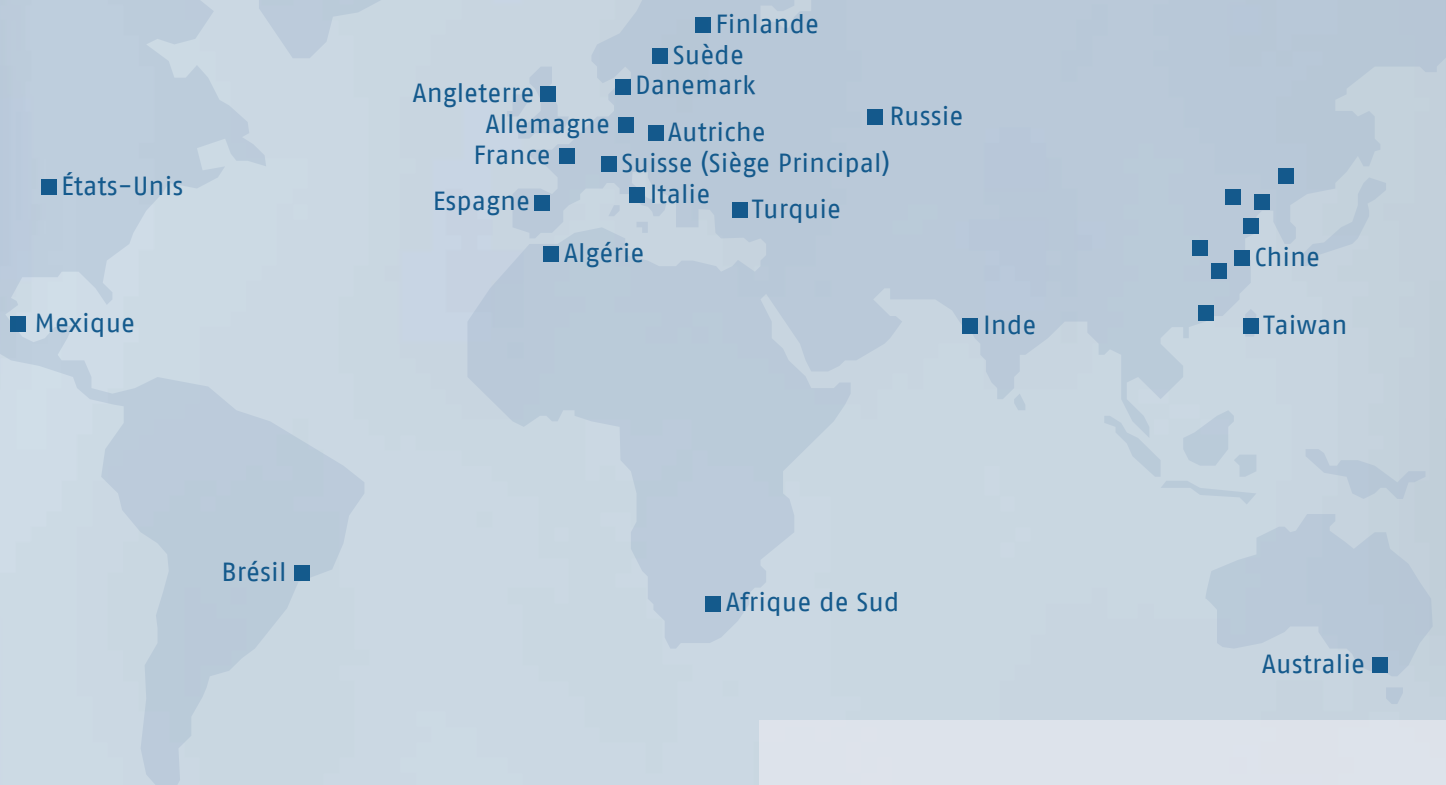 Finlande
Suède
Danemark
Angleterre
Russie
Allemagne
Autriche
France
Suisse (Siège Principal)
États-Unis
Italie
Espagne
Turquie
Algérie
Chine
Mexique
Inde
Taiwan
Brésil
Afrique de Sud
Australie